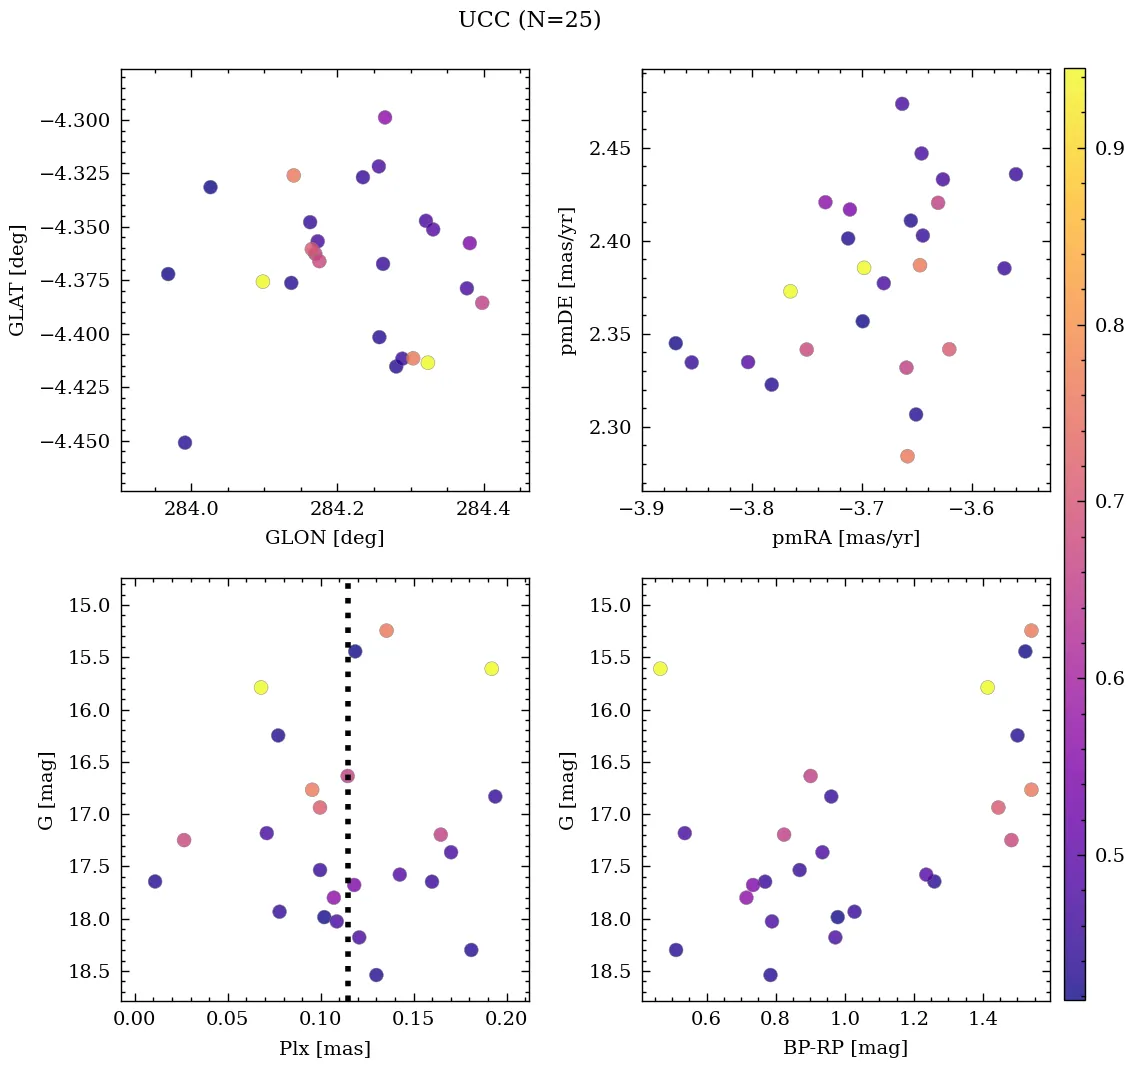 UCC (N=25)
−4.300
−4.325
−4.350
−4.375
−4.400
−4.425
−4.450
GLAT [deg]
284.0 284.2 284.4
GLON [deg]
2.45
2.40
2.35
2.30
pmDE [mas/yr]
−3.9 −3.8 −3.7 −3.6
pmRA [mas/yr]
0.9
0.8
0.7
0.6
0.5
15.0
15.5
16.0
16.5
17.0
17.5
18.0
18.5
G [mag]
0.00 0.05 0.10 0.15 0.20
Plx [mas]
15.0
15.5
16.0
16.5
17.0
17.5
18.0
18.5
G [mag]
0.6 0.8 1.0 1.2 1.4
BP-RP [mag]